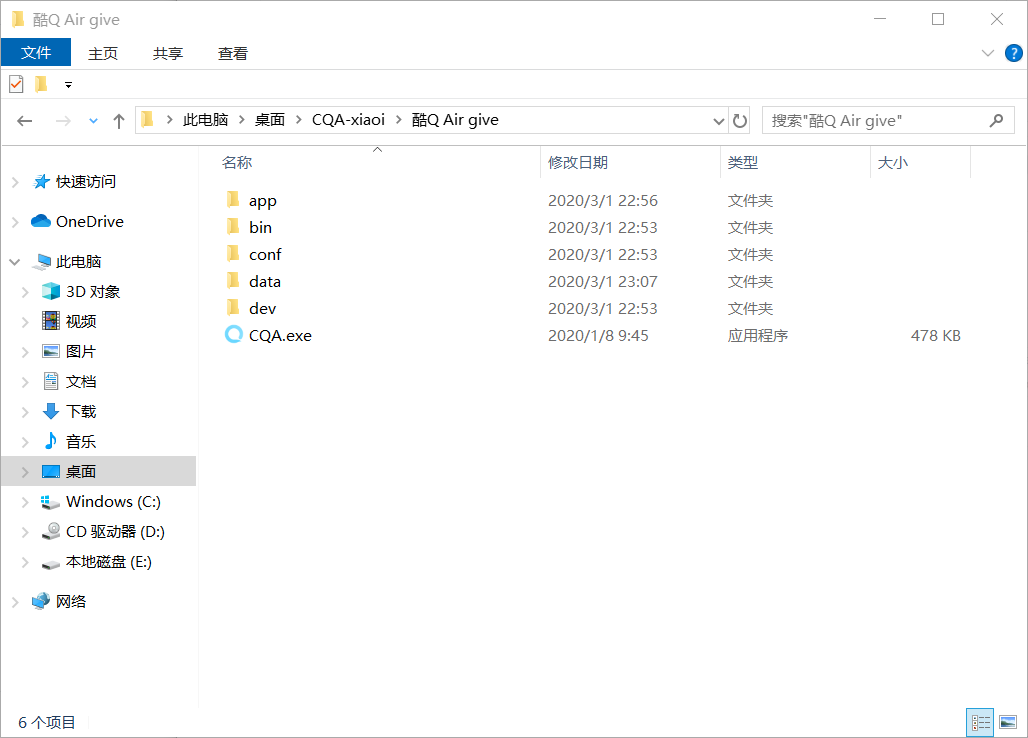 酷Q Air give
文件 主页 共享 查看
此电脑 桌面 CQA-xiaoi 酷Q Air give 搜索"酷Q Air give"
名称 修改日期 类型 大小
快速访问
OneDrive
此电脑
3D 对象
视频
图片
文档
下载
音乐
桌面
Windows (C:)
CD 驱动器 (D:)
本地磁盘 (E:)
网络
app 2020/3/1 22:56 文件夹
bin 2020/3/1 22:53 文件夹
conf 2020/3/1 22:53 文件夹
data 2020/3/1 23:07 文件夹
dev 2020/3/1 22:53 文件夹
CQA.exe 2020/1/8 9:45 应用程序 478 KB
6 个项目